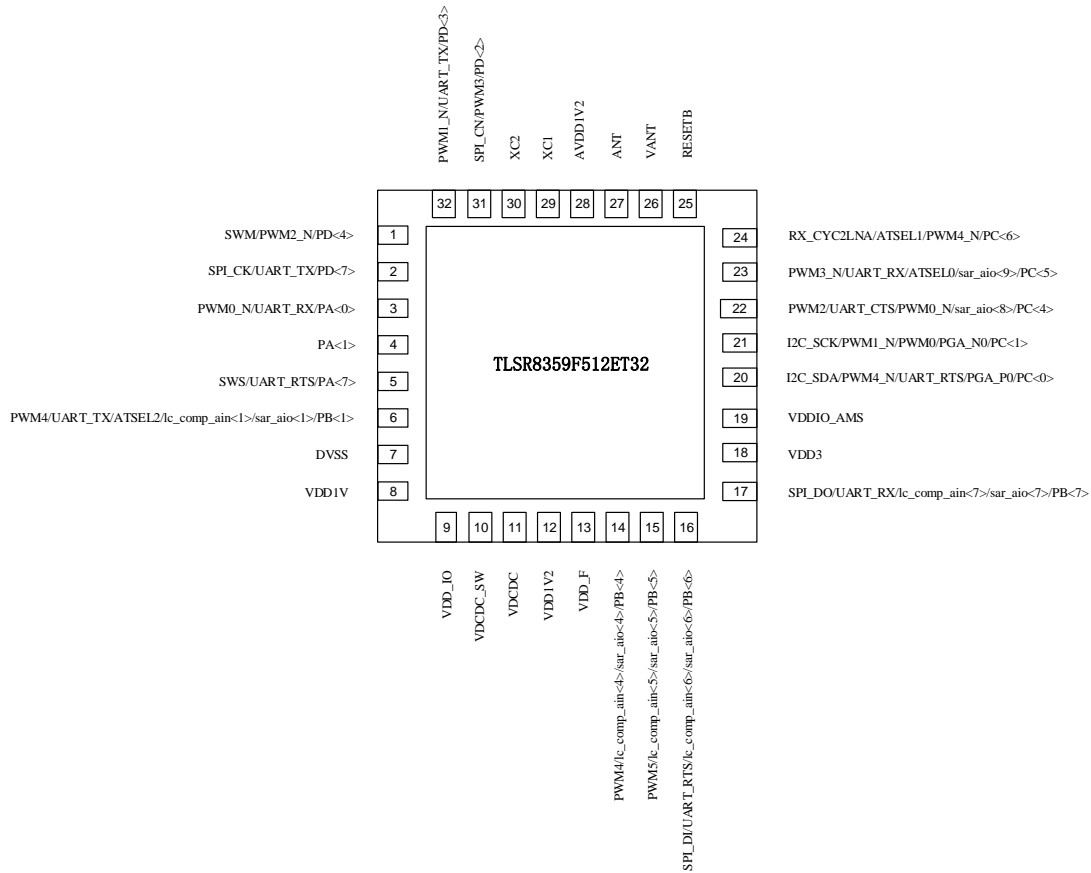 PWM1_N/UART_TX/PD<3>
SPI_CN/PWM3/PD<2>
XC2
XC1
AVDD1V2
ANT
VANT
RESETB
32
31
30
29
28
27
26
25
SWM/PWM2_N/PD<4>
1
SPI_CK/UART_TX/PD<7>
2
PWM0_N/UART_RX/PA<0>
3
PA<1>
4
SWS/UART_RTS/PA<7>
5
PWM4/UART_TX/ATSEL2/lc_comp_ain<1>/sar_aio<1>/PB<1>
6
DVSS
7
VDD1V
8
TLSR8359F512ET32
24
RX_CYC2LNA/ATSEL1/PWM4_N/PC<6>
23
PWM3_N/UART_RX/ATSEL0/sar_aio<9>/PC<5>
22
PWM2/UART_CTS/PWM0_N/sar_aio<8>/PC<4>
21
I2C_SCK/PWM1_N/PWM0/PGA_N0/PC<1>
20
I2C_SDA/PWM4_N/UART_RTS/PGA_P0/PC<0>
19
VDDIO_AMS
18
VDD3
17
SPI_DO/UART_RX/lc_comp_ain<7>/sar_aio<7>/PB<7>
9
10
11
12
13
14
15
16
VDD_IO
VDCDC_SW
VDCDC
VDD1V2
VDD_F
PWM4/lc_comp_ain<4>/sar_aio<4>/PB<4>
PWM5/lc_comp_ain<5>/sar_aio<5>/PB<5>
SPI_DI/UART_RTS/lc_comp_ain<6>/sar_aio<6>/PB<6>